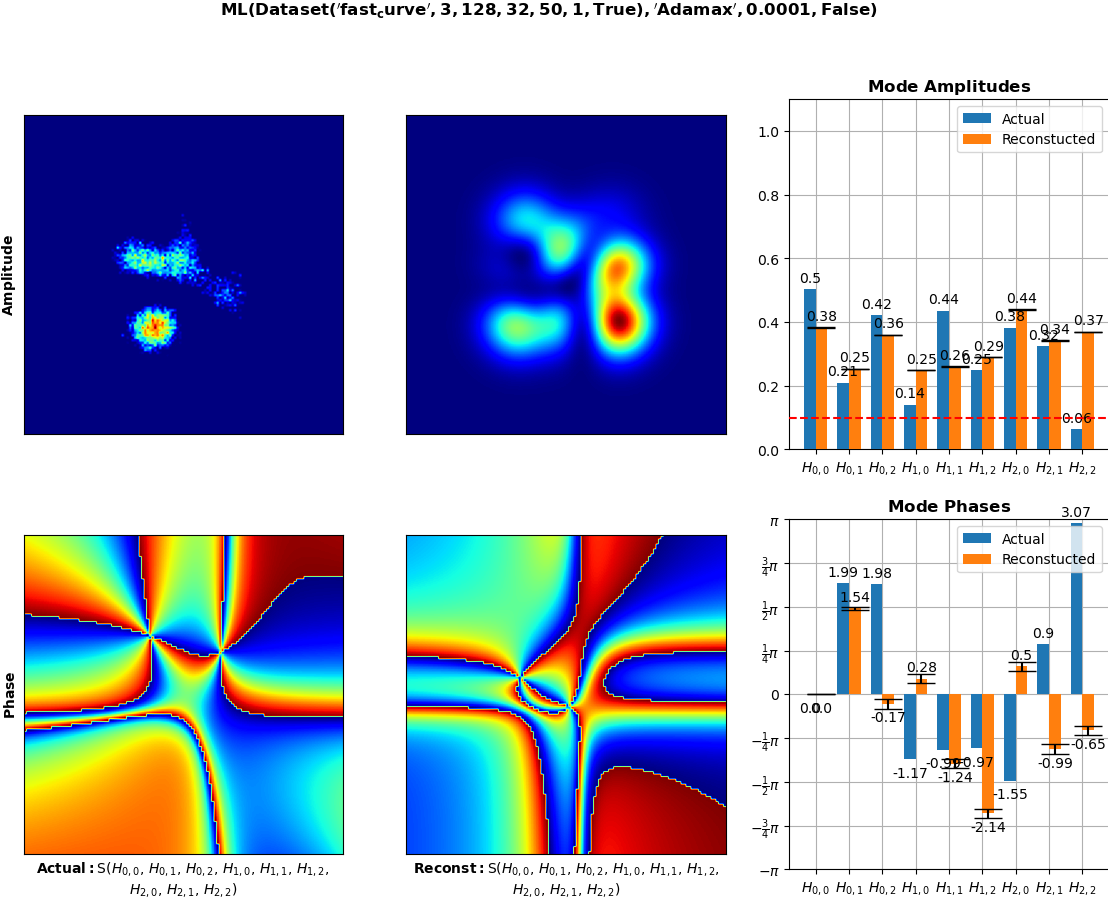 ML(Dataset('fast_curve', 3, 128, 32, 50, 1, True), 'Adamax', 0.0001, False)
Amplitude
Mode Amplitudes
Actual
Reconstucted
1.0
0.8
0.6
0.4
0.2
0.0
0.5
0.38
0.21
0.25
0.42
0.36
0.14
0.25
0.44
0.26
0.25
0.29
0.38
0.44
0.32
0.34
0.06
0.37
H0,0 H0,1 H0,2 H1,0 H1,1 H1,2 H2,0 H2,1 H2,2
Phase
Actual: S(H0,0, H0,1, H0,2, H1,0, H1,1, H1,2,
H2,0, H2,1, H2,2)
Reconst: S(H0,0, H0,1, H0,2, H1,0, H1,1, H1,2,
H2,0, H2,1, H2,2)
Mode Phases
Actual
Reconstucted
π
3/4π
1/2π
1/4π
0
−1/4π
−1/2π
−3/4π
−π
0.0
0.0
1.99
1.54
1.98
-0.17
-1.17
0.28
-1.24
-0.97
-2.14
-1.55
0.5
0.9
-0.99
3.07
-0.65
H0,0 H0,1 H0,2 H1,0 H1,1 H1,2 H2,0 H2,1 H2,2